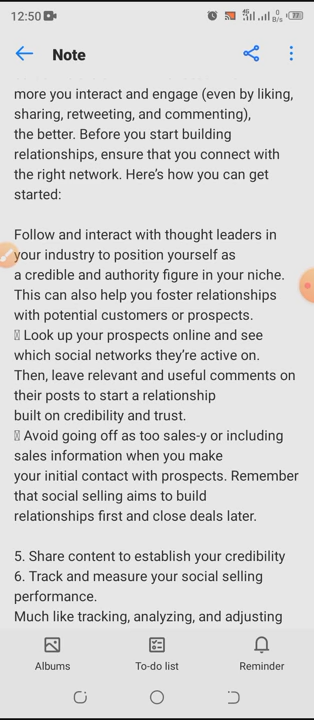 12:50
4G
0
B/s
77
Note
more you interact and engage (even by liking,
sharing, retweeting, and commenting),
the better. Before you start building
relationships, ensure that you connect with
the right network. Here's how you can get
started:
Follow and interact with thought leaders in
your industry to position yourself as
a credible and authority figure in your niche.
This can also help you foster relationships
with potential customers or prospects.
Look up your prospects online and see
which social networks they're active on.
Then, leave relevant and useful comments on
their posts to start a relationship
built on credibility and trust.
Avoid going off as too sales-y or including
sales information when you make
your initial contact with prospects. Remember
that social selling aims to build
relationships first and close deals later.
5. Share content to establish your credibility
6. Track and measure your social selling
performance.
Much like tracking, analyzing, and adjusting
Albums
To-do list
Reminder